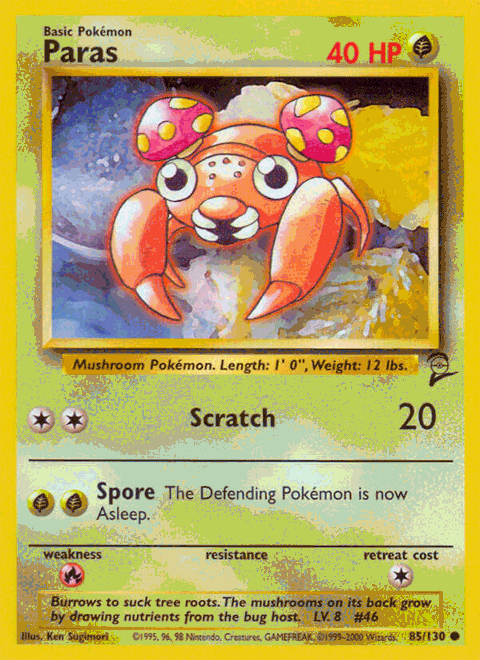 Basic Pokémon
Paras 40 HP
Mushroom Pokémon. Length: 1' 0", Weight: 12 lbs.
Scratch 20
Spore The Defending Pokémon is now
Asleep.
weakness resistance retreat cost
Burrows to suck tree roots. The mushrooms on its back grow
by drawing nutrients from the bug host. LV. 8 #46
Illus. Ken Sugimori ©1995, 96, 98 Nintendo, Creatures, GAMEFREAK. ©1999-2000 Wizards. 85/130